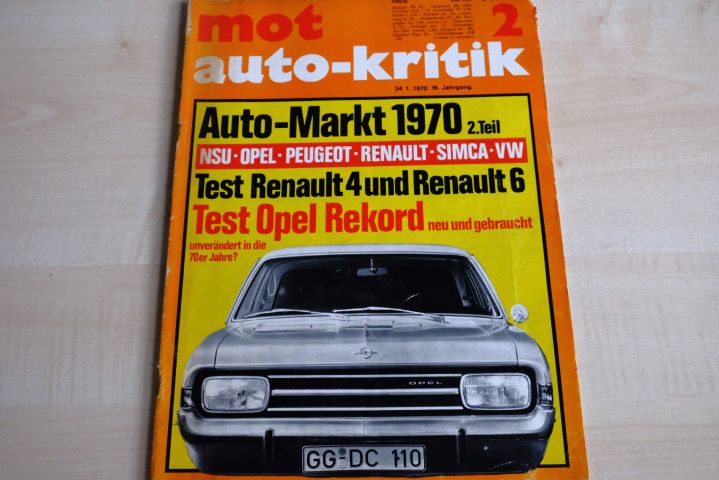 mot
2
auto-kritik
24.1.1970 16. Jahrgang
Auto-Markt 1970 2.Teil
NSU·OPEL·PEUGEOT·RENAULT·SIMCA·VW
Test Renault 4 und Renault 6
Test Opel Rekord neu und gebraucht
unverändert in die
70er Jahre?
OPEL
GG-DC 110